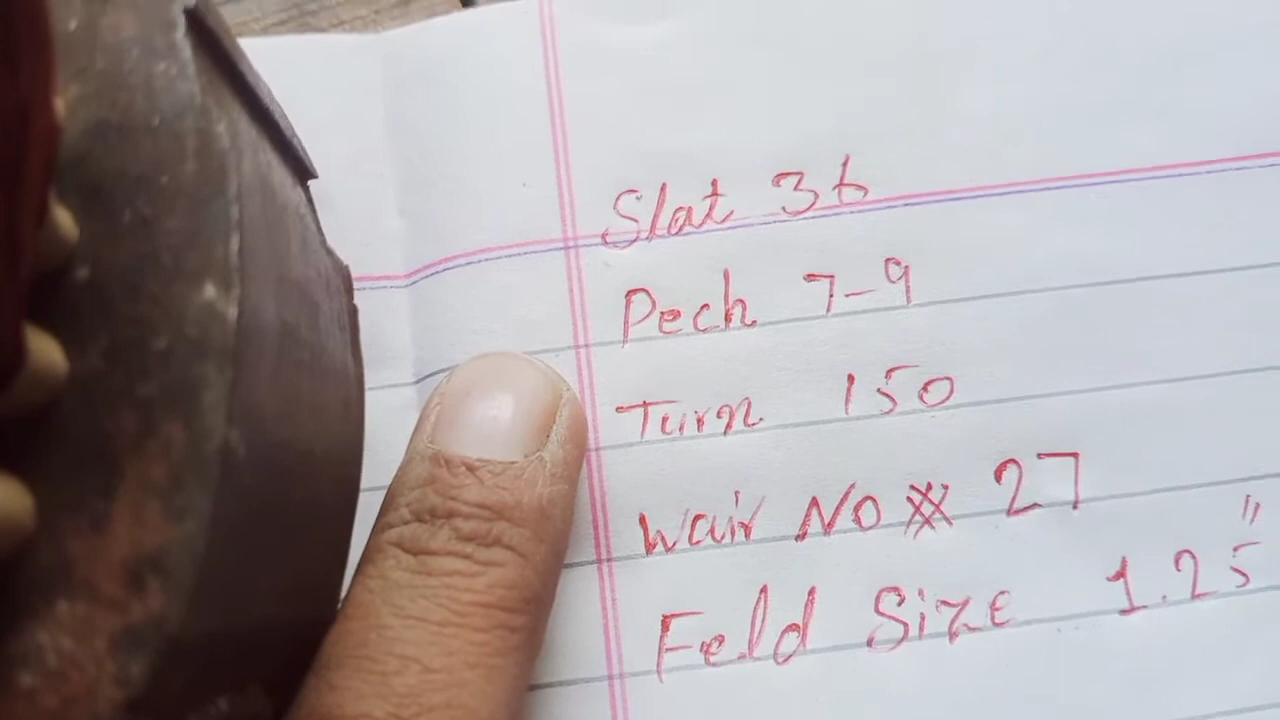 Slat 36
Pech 7-9
Turn 150
Wair No 27
Feld Size 1.25"